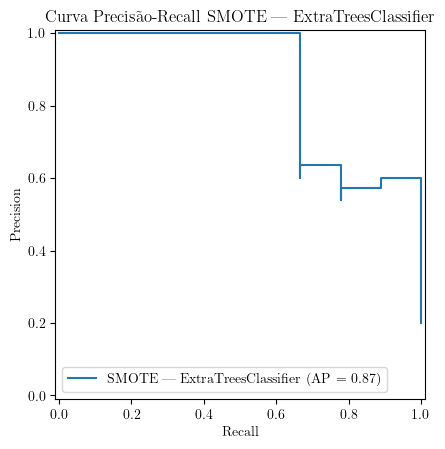 Curva Precisão-Recall SMOTE — ExtraTreesClassifier
1.0
0.8
0.6
0.4
0.2
0.0
Precision
SMOTE — ExtraTreesClassifier (AP = 0.87)
0.0 0.2 0.4 0.6 0.8 1.0
Recall